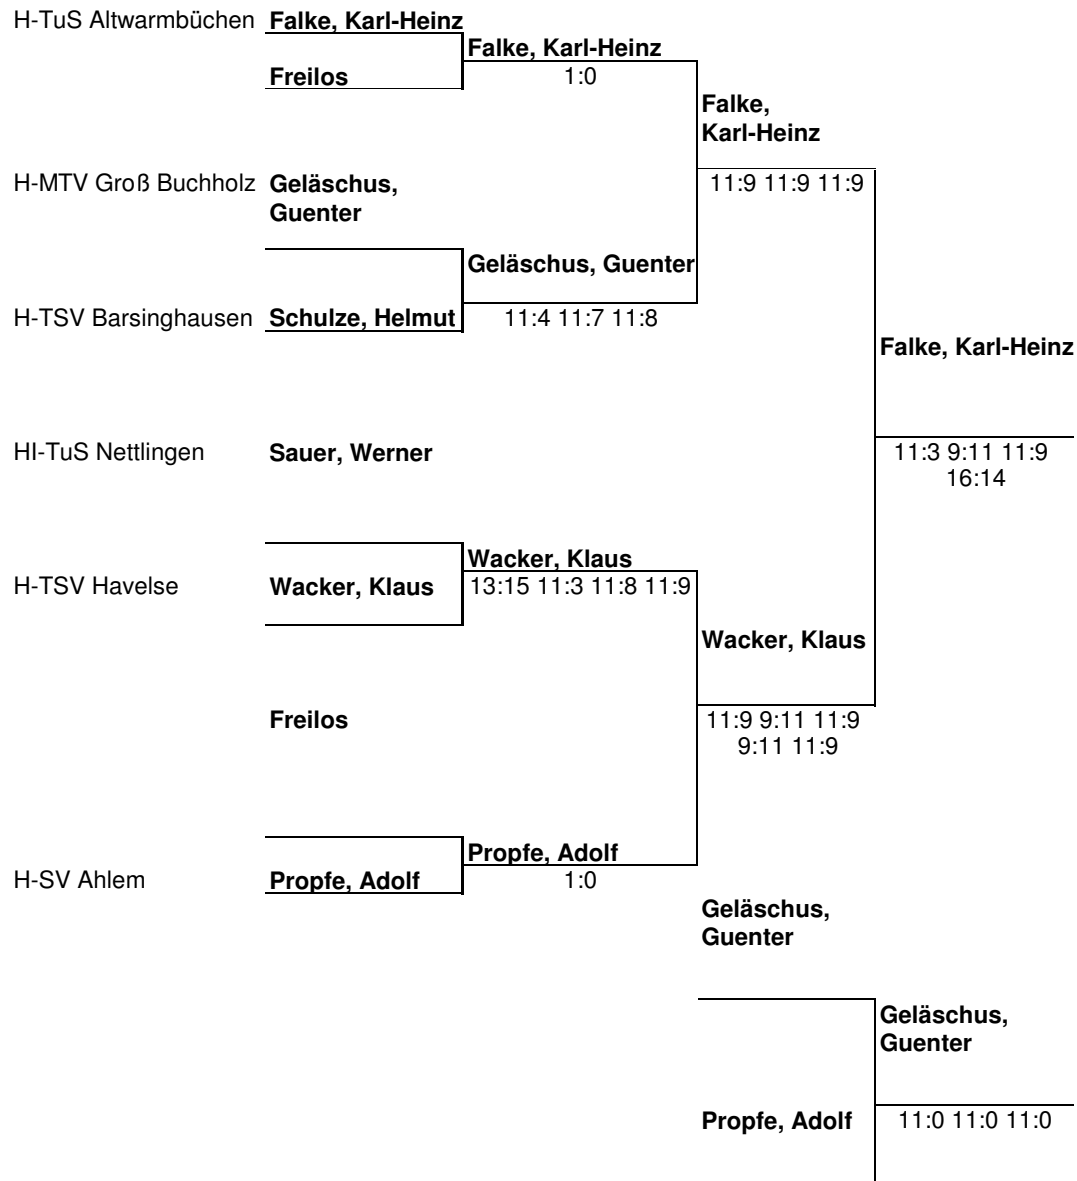 H-TuS Altwarmbüchen Falke, Karl-Heinz
Falke, Karl-Heinz
Freilos 1:0
Falke,
Karl-Heinz
H-MTV Groß Buchholz Geläschus, 11:9 11:9 11:9
Guenter
Geläschus, Guenter
H-TSV Barsinghausen Schulze, Helmut 11:4 11:7 11:8
Falke, Karl-Heinz
HI-TuS Nettlingen Sauer, Werner 11:3 9:11 11:9
16:14
Wacker, Klaus
H-TSV Havelse Wacker, Klaus 13:15 11:3 11:8 11:9
Wacker, Klaus
Freilos 11:9 9:11 11:9
9:11 11:9
Propfe, Adolf
H-SV Ahlem Propfe, Adolf 1:0
Geläschus,
Guenter
Geläschus,
Guenter
Propfe, Adolf 11:0 11:0 11:0